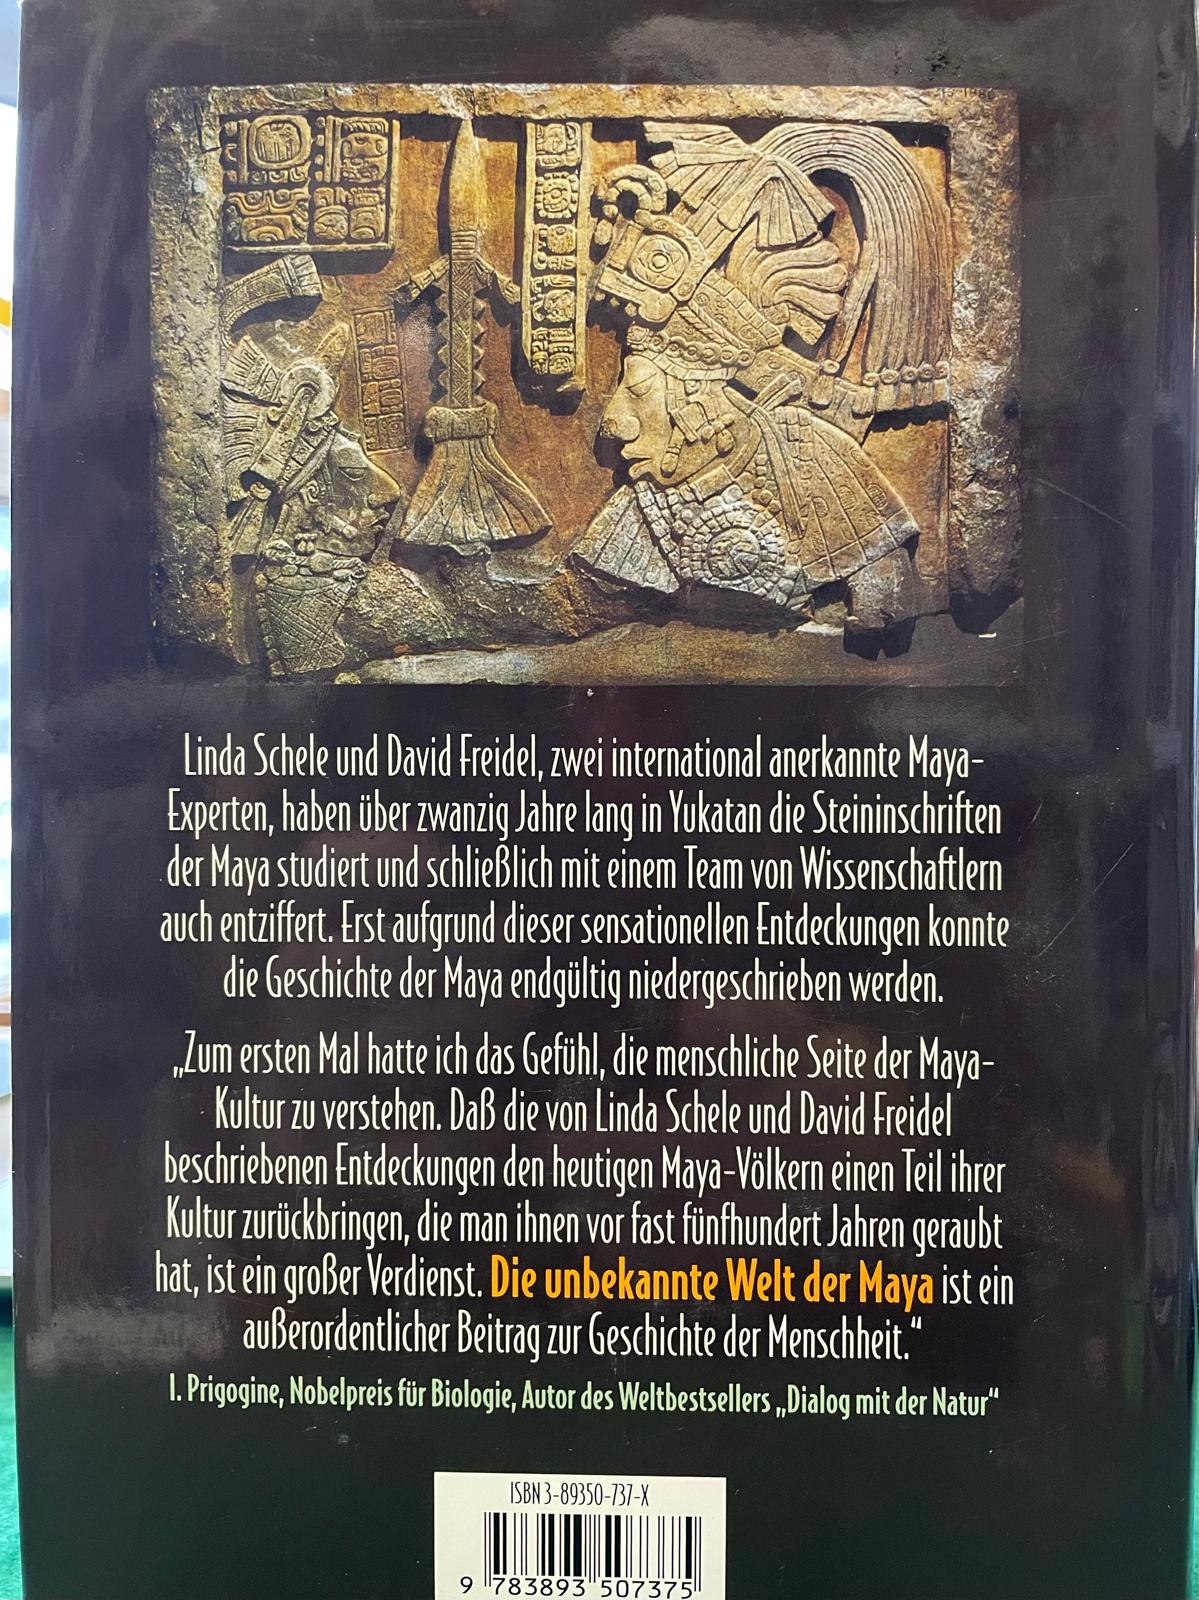 Linda Schele und David Freidel, zwei international anerkannte Maya-
Experten, haben über zwanzig Jahre lang in Yukatan die Steininschriften
der Maya studiert und schließlich mit einem Team von Wissenschaftlern
auch entziffert. Erst aufgrund dieser sensationellen Entdeckungen konnte
die Geschichte der Maya endgültig niedergeschrieben werden.
„Zum ersten Mal hatte ich das Gefühl, die menschliche Seite der Maya-
Kultur zu verstehen. Daß die von Linda Schele und David Freidel
beschriebenen Entdeckungen den heutigen Maya-Völkern einen Teil ihrer
Kultur zurückbringen, die man ihnen vor fast fünfhundert Jahren geraubt
hat, ist ein großer Verdienst. Die unbekannte Welt der Maya ist ein
außerordentlicher Beitrag zur Geschichte der Menschheit.“
I. Prigogine, Nobelpreis für Biologie, Autor des Weltbestsellers „Dialog mit der Natur“
ISBN 3-89350-737-X
9 783893 507375